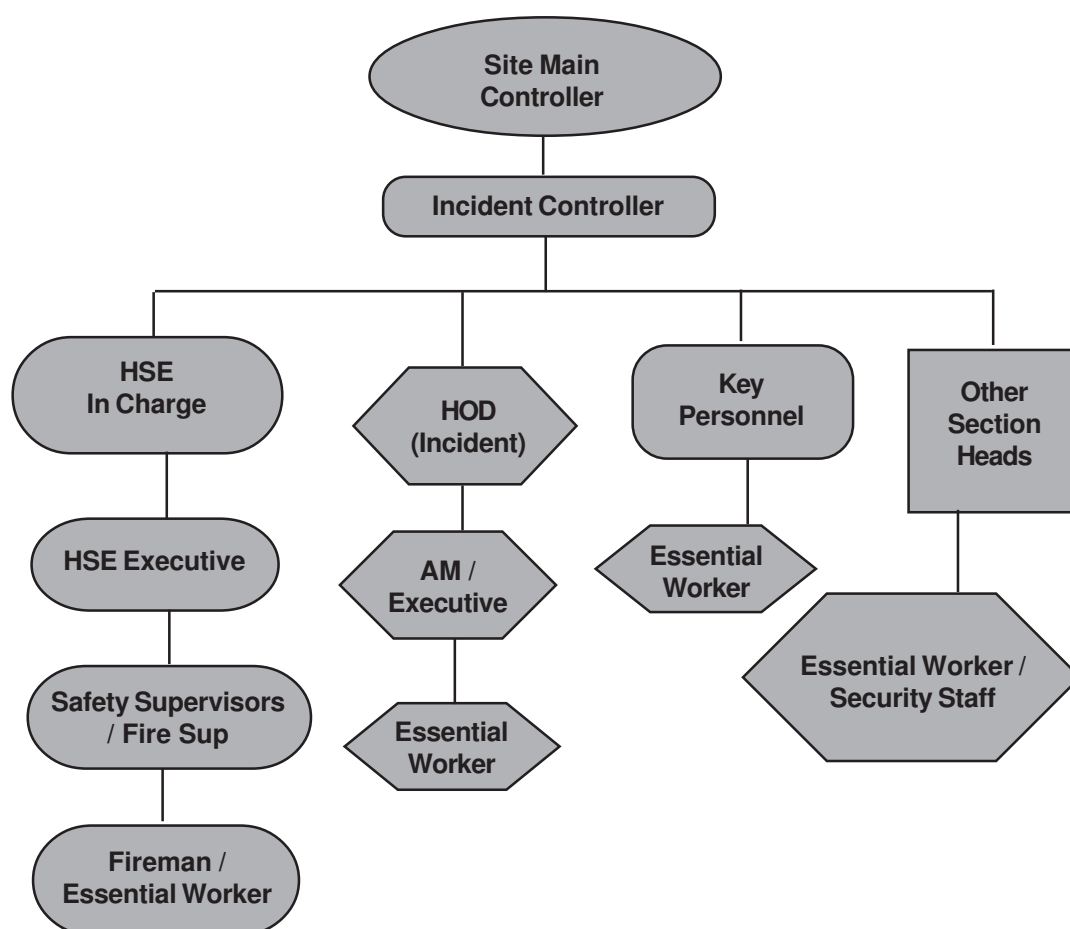 Site Main
Controller
Incident Controller
HSE
In Charge
HOD
(Incident)
Key
Personnel
Other
Section
Heads
HSE Executive
AM /
Executive
Essential
Worker
Essential Worker /
Security Staff
Safety Supervisors
/ Fire Sup
Essential
Worker
Fireman /
Essential Worker